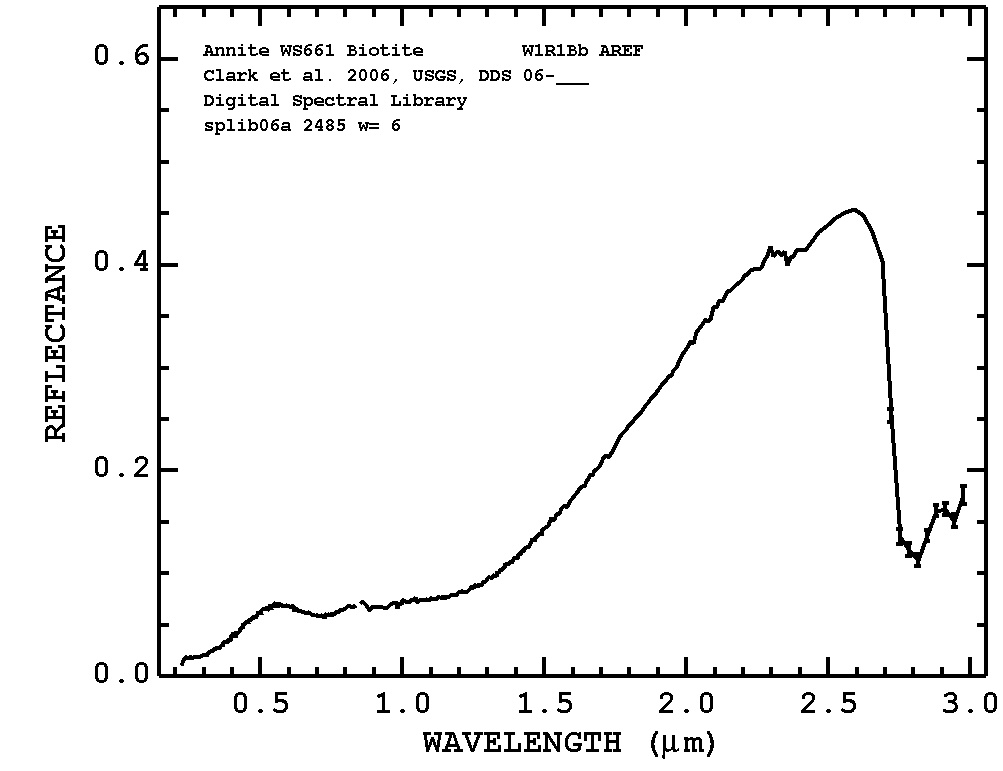 Annite WS661 Biotite W1R1Bb AREF
Clark et al. 2006, USGS, DDS 06-___
Digital Spectral Library
splib06a 2485 w= 6
REFLECTANCE
0.6
0.4
0.2
0.0
0.5 1.0 1.5 2.0 2.5 3.0
WAVELENGTH (μm)